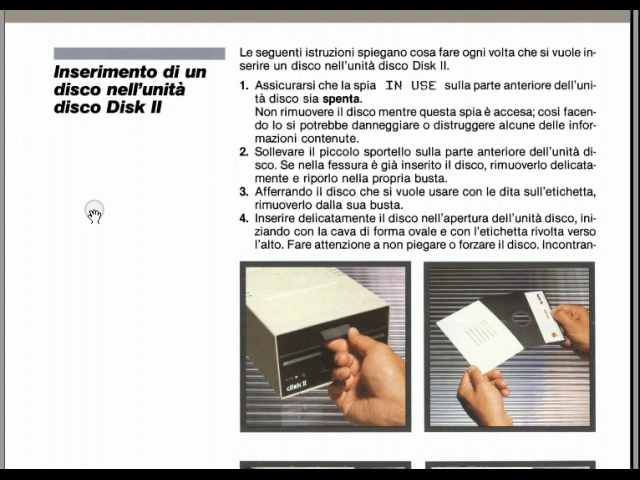 Inserimento di un
disco nell'unità
disco Disk II
Le seguenti istruzioni spiegano cosa fare ogni volta che si vuole in-
serire un disco nell'unità disco Disk II.
1. Assicurarsi che la spia IN USE sulla parte anteriore dell'uni-
tà disco sia spenta.
Non rimuovere il disco mentre questa spia è accesa; così facen-
do lo si potrebbe danneggiare o distruggere alcune delle infor-
mazioni contenute.
2. Sollevare il piccolo sportello sulla parte anteriore dell'unità di-
sco. Se nella fessura è già inserito il disco, rimuoverlo delicata-
mente e riporlo nella propria busta.
3. Afferrando il disco che si vuole usare con le dita sull'etichetta,
rimuoverlo dalla sua busta.
4. Inserire delicatamente il disco nell'apertura dell'unità disco, ini-
ziando con la cava di forma ovale e con l'etichetta rivolta verso
l'alto. Fare attenzione a non piegare o forzare il disco. Incontran-
disk II